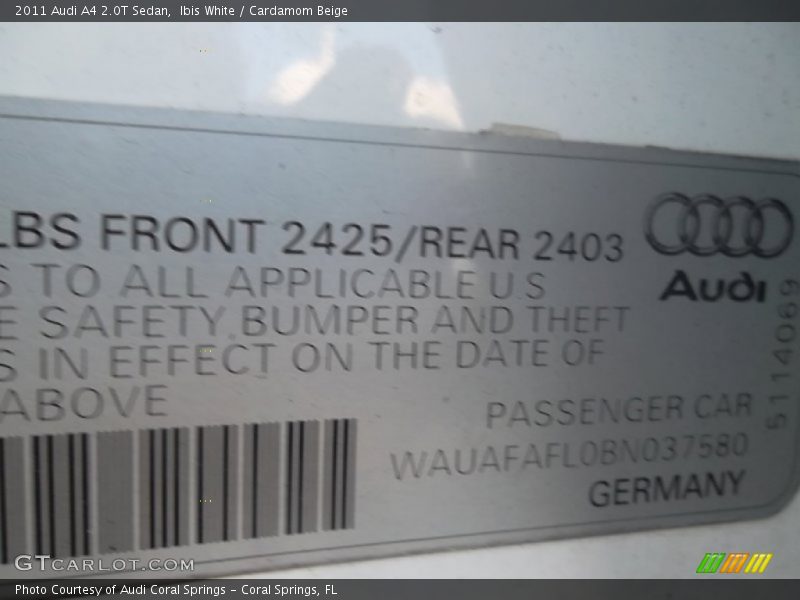 2011 Audi A4 2.0T Sedan,  Ibis White / Cardamom Beige
LBS FRONT 2425/REAR 2403
S TO ALL APPLICABLE U.S
E SAFETY, BUMPER AND THEFT
S IN EFFECT ON THE DATE OF
ABOVE
Audi
5114069
PASSENGER CAR
WAUAFAFL0BN037580
GERMANY
GTCARLOT.COM
Photo Courtesy of Audi Coral Springs – Coral Springs, FL